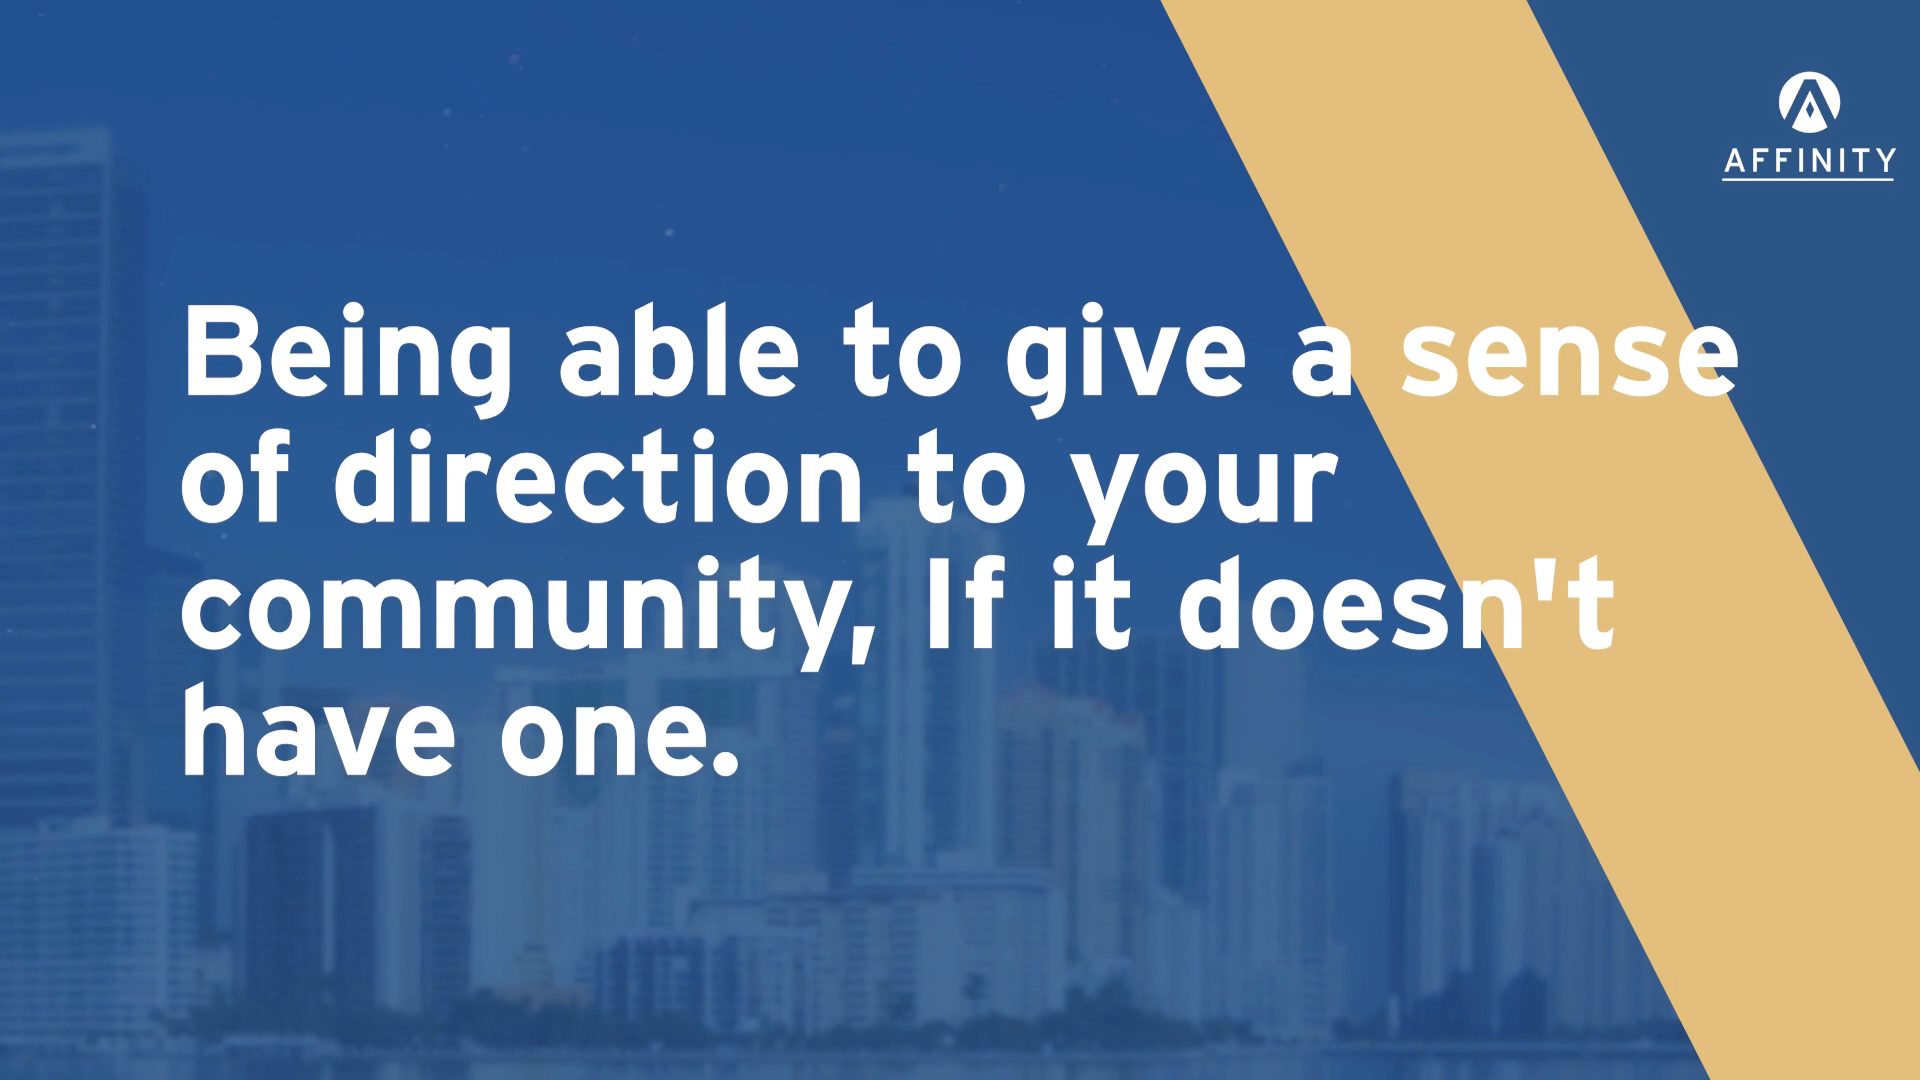 AFFINITY
Being able to give a sense
of direction to your
community, If it doesn't
have one.